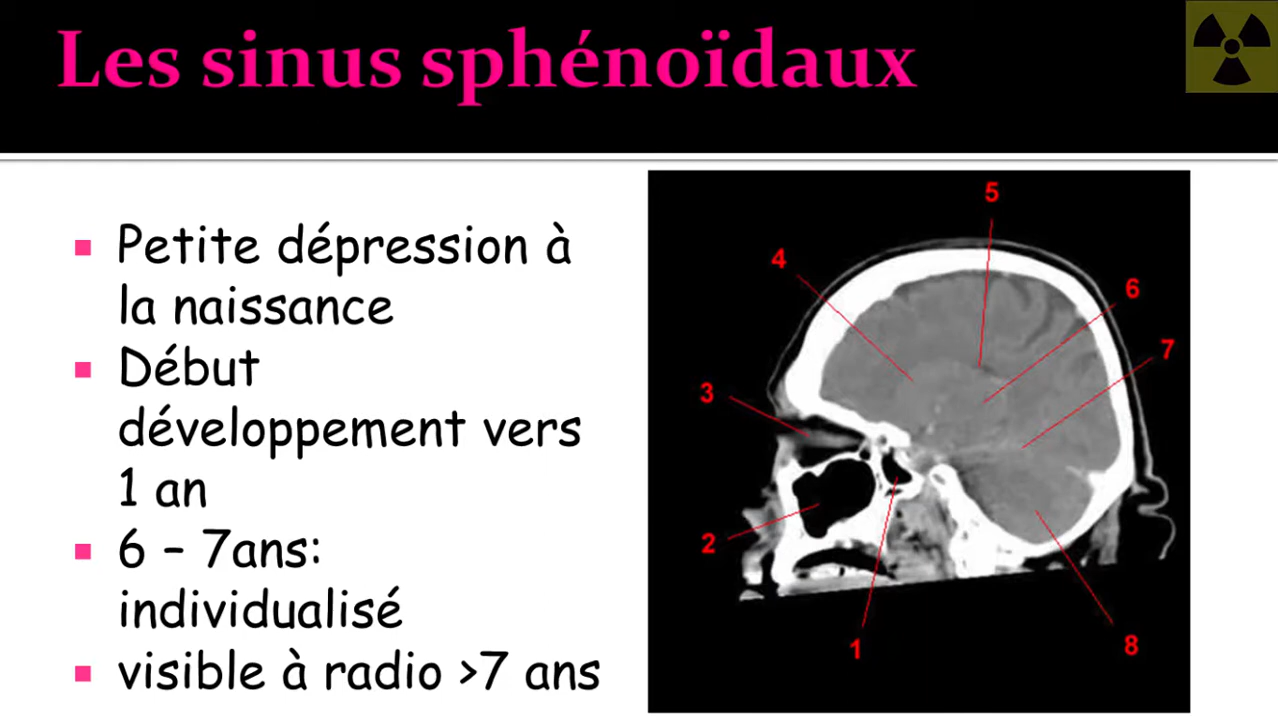 Les sinus sphénoïdaux
Petite dépression à
la naissance
Début
développement vers
1 an
6 – 7ans:
individualisé
visible à radio >7 ans
5
4
6
7
3
2
1
8